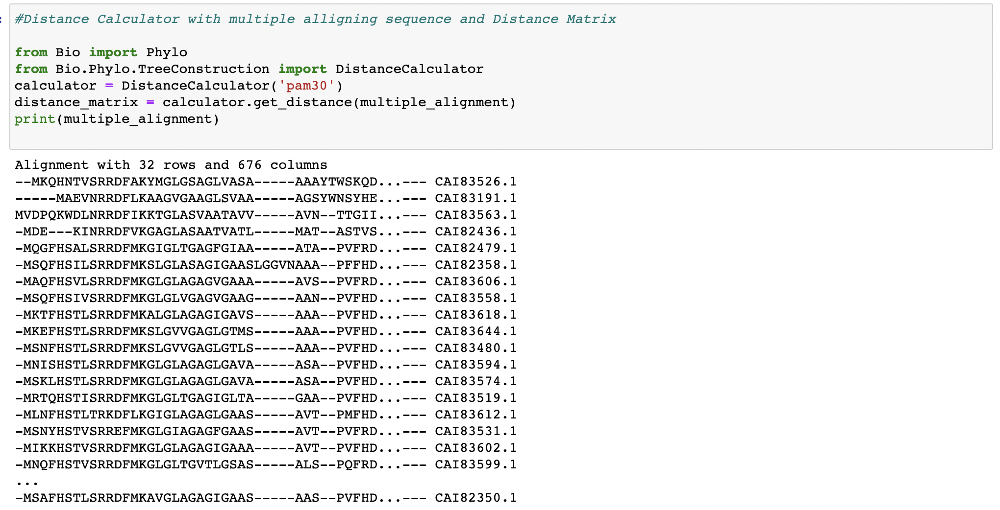 #Distance Calculator with multiple alligning sequence and Distance Matrix
from Bio import Phylo
from Bio.Phylo.TreeConstruction import DistanceCalculator
calculator = DistanceCalculator('pam30')
distance_matrix = calculator.get_distance(multiple_alignment)
print(multiple_alignment)
Alignment with 32 rows and 676 columns
--MKQHNTVSRRDFAKYMGLGSAGLVASA-----AAAYTWSKQD...--- CAI83526.1
-----MAEVNRRDFLKAAGVGAAGLSVAA-----AGSYWNSYHE...--- CAI83191.1
MVDPQKWDLNRRDFIKKTGLASVAATAVV-----AVN--TTGII...--- CAI83563.1
-MDE---KINRRDFVKGAGLASAATVATL-----MAT--ASTVS...--- CAI82436.1
-MQGFHSALSRRDFMKGIGLTGAGFGIAA-----ATA--PVFRD...--- CAI82479.1
-MSQFHSILSRRDFMKSLGLASAGIGAASLGGVNAAA--PFFHD...--- CAI82358.1
-MAQFHSVLSRRDFMKGLGLAGAGVGAAA-----AVS--PVFRD...--- CAI83606.1
-MSQFHSIVSRRDFMKGLGLVGAGVGAAG-----AAN--PVFHD...--- CAI83558.1
-MKTFHSTLSRRDFMKALGLAGAGIGAVS-----AAA--PVFHD...--- CAI83618.1
-MKEFHSTLSRRDFMKSLGVVGAGLGTMS-----AAA--PVFHD...--- CAI83644.1
-MSNFHSTLSRRDFMKSLGVVGAGLGTLS-----AAA--PVFHD...--- CAI83480.1
-MNISHSTLSRRDFMKGLGLAGAGLGAVA-----ASA--PVFHD...--- CAI83594.1
-MSKLHSTLSRRDFMKGLGLAGAGLGAVA-----ASA--PVFHD...--- CAI83574.1
-MRTQHSTISRRDFMKGLGLTGAGIGLTA-----GAA--PVFHD...--- CAI83519.1
-MLNFHSTLTRKDFLKGIGLAGAGLGAAS-----AVT--PMFHD...--- CAI83612.1
-MSNYHSTVSRREFMKGLGIAGAGFGAAS-----AVT--PVFRD...--- CAI83531.1
-MIKKHSTVSRRDFMKGLGLAGAGIGAAA-----AVT--PVFHD...--- CAI83602.1
-MNQFHSTVSRRDFMKGLGLTGVTLGSAS-----ALS--PQFRD...--- CAI83599.1
...
-MSAFHSTLSRRDFMKAVGLAGAGIGAAS-----AAS--PVFHD...--- CAI82350.1